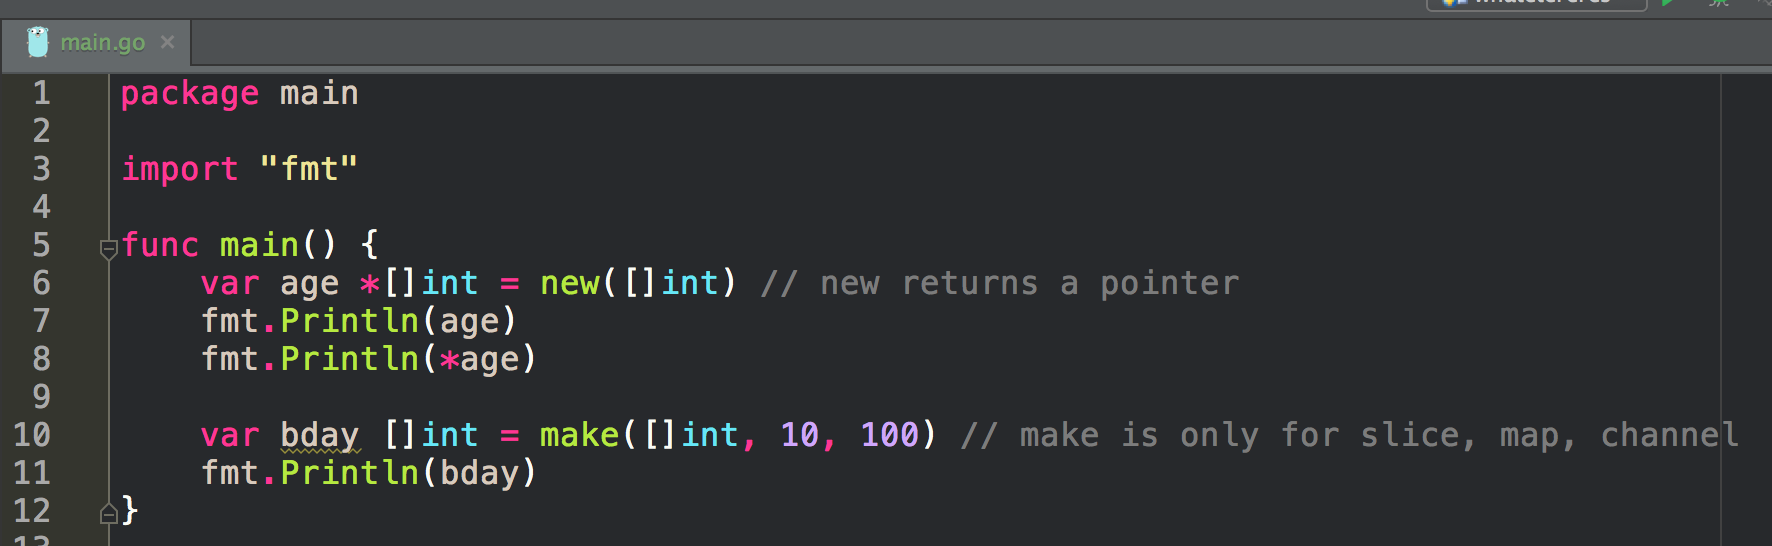 main.go
1 package main
2
3 import "fmt"
4
5 func main() {
6 var age *[]int = new([]int) // new returns a pointer
7 fmt.Println(age)
8 fmt.Println(*age)
9
10 var bday []int = make([]int, 10, 100) // make is only for slice, map, channel
11 fmt.Println(bday)
12 }
13